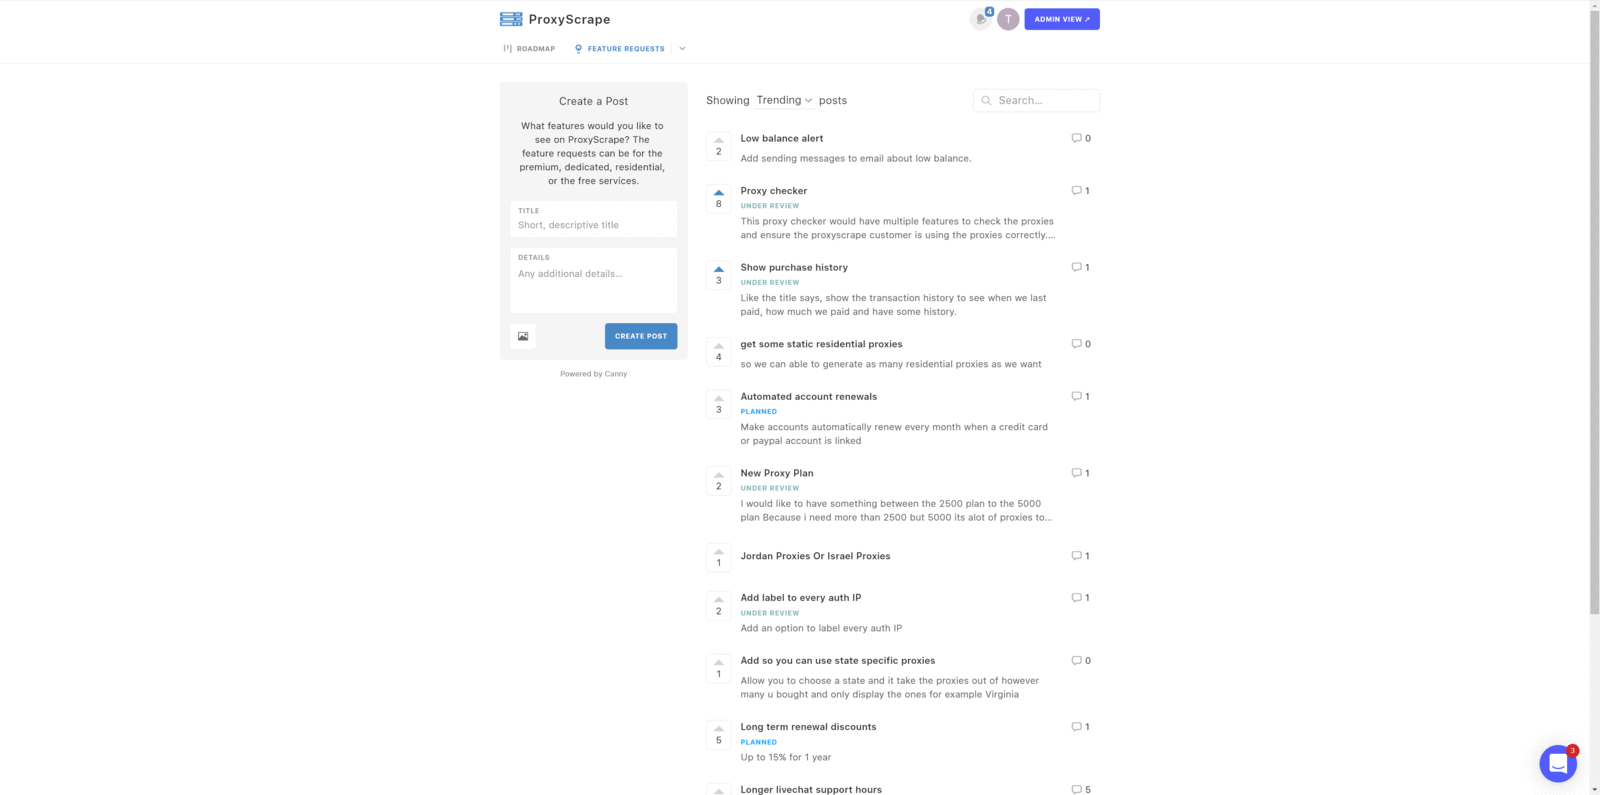 ProxyScrape
4
T
ADMIN VIEW ↗
ROADMAP
FEATURE REQUESTS
Create a Post
What features would you like to
see on ProxyScrape? The
feature requests can be for the
premium, dedicated, residential,
or the free services.
TITLE
Short, descriptive title
DETAILS
Any additional details...
CREATE POST
Powered by Canny
Showing Trending posts
Search...
Low balance alert
0
2
Add sending messages to email about low balance.
Proxy checker
1
8
UNDER REVIEW
This proxy checker would have multiple features to check the proxies
and ensure the proxyscrape customer is using the proxies correctly....
Show purchase history
1
3
UNDER REVIEW
Like the title says, show the transaction history to see when we last
paid, how much we paid and have some history.
get some static residential proxies
0
4
so we can able to generate as many residential proxies as we want
Automated account renewals
1
3
PLANNED
Make accounts automatically renew every month when a credit card
or paypal account is linked
New Proxy Plan
1
2
UNDER REVIEW
I would like to have something between the 2500 plan to the 5000
plan Because i need more than 2500 but 5000 its alot of proxies to...
Jordan Proxies Or Israel Proxies
1
1
Add label to every auth IP
1
2
UNDER REVIEW
Add an option to label every auth IP
Add so you can use state specific proxies
0
1
Allow you to choose a state and it take the proxies out of however
many u bought and only display the ones for example Virginia
Long term renewal discounts
1
5
PLANNED
Up to 15% for 1 year
Longer livechat support hours
5
3